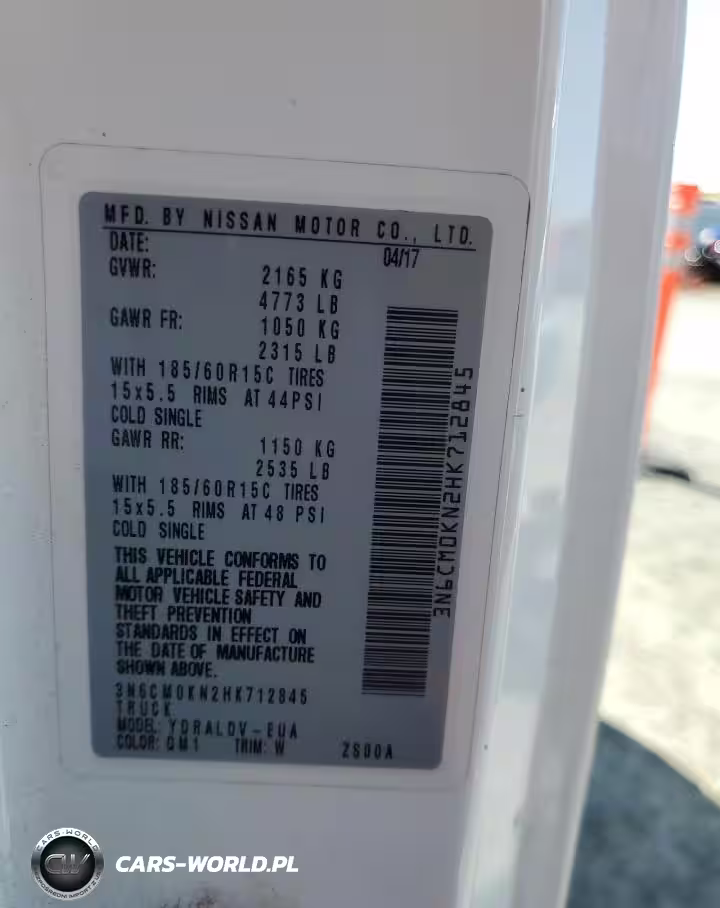 MFD. BY NISSAN MOTOR CO., LTD.
DATE: 04/17
GVWR: 2165 KG
4773 LB
GAWR FR: 1050 KG
2315 LB
WITH 185/60R15C TIRES
15x5.5 RIMS AT 44PSI
COLD SINGLE
GAWR RR: 1150 KG
2535 LB
WITH 185/60R15C TIRES
15x5.5 RIMS AT 48 PSI
COLD SINGLE
THIS VEHICLE CONFORMS TO
ALL APPLICABLE FEDERAL
MOTOR VEHICLE SAFETY AND
THEFT PREVENTION
STANDARDS IN EFFECT ON
THE DATE OF MANUFACTURE
SHOWN ABOVE.
3N6CM0KN2HK712845
TRUCK
MODEL: YDRALDV-EUA
COLOR: QM1 TRIM: W ZS00A
3N6CM0KN2HK712845
CARS-WORLD
CW
CARS-WORLD.PL